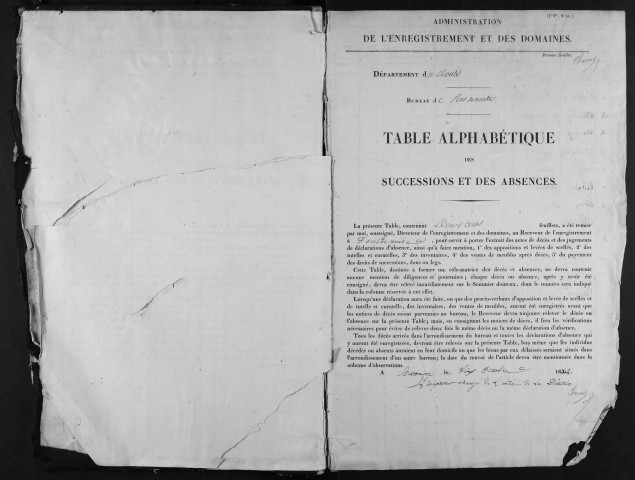 ADMINISTRATION
DE L'ENREGISTREMENT ET DES DOMAINES.
Premier feuillet.
DÉPARTEMENT du Doubs
BUREAU de
TABLE ALPHABÉTIQUE
DES
SUCCESSIONS ET DES ABSENCES.
La présente Table, contenant Deux cents feuillets, a été remise
par moi, soussigné, Directeur de l'enregistrement et des domaines, au Receveur de l'enregistrement
à, pour servir à porter l'extrait des actes de décès et des jugemens
de déclarations d'absence, ainsi qu'à faire mention, 1° des appositions et levées de scellés, 2° des
tutelles et curatelles, 3° des inventaires, 4° des ventes de meubles après décès, 5° du payement
des droits de successions, dons ou legs.
Cette Table, destinée à former un mémoratif des décès et absences, ne devra contenir
aucune mention de diligences et poursuites; chaque décès ou absence, après y avoir été
consigné, devra être relevé immédiatement sur le Sommier douteux, dont le numéro sera indiqué
dans la colonne réservée à cet effet.
Lorsqu'une déclaration aura été faite, ou que des procès-verbaux d'apposition et levée de scellés
et de tutelle et curatelle, des inventaires, des ventes de meubles, auront été enregistrés avant que
les notices de décès soient parvenues au bureau, le Receveur devra toujours relever le décès ou
l'absence sur la présente Table; mais, en consignant les notices de décès, il fera les vérifications
nécessaires pour éviter de relever deux fois le même décès ou la même déclaration d'absence.
Tous les décès arrivés dans l'arrondissement du bureau et toutes les déclarations d'absence qui
y auront été enregistrées, devront être relevés sur la présente Table, lors même que les individus
décédés ou absents auraient eu leur domicile ou que les biens par eux délaissés seraient situés dans
l'arrondissement d'un autre bureau; la date du renvoi de l'article devra être mentionnée dans la
colonne d'observations.
A Besançon le